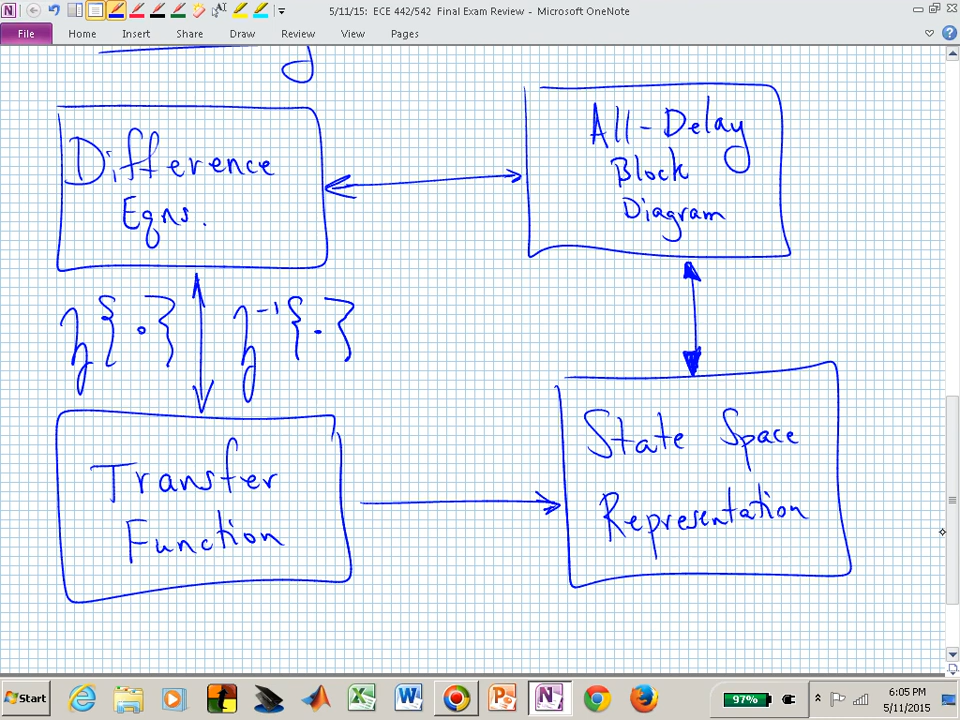 5/11/15: ECE 442/542 Final Exam Review - Microsoft OneNote
File Home Insert Share Draw Review View Pages
Difference
Eqns.
All-Delay
Block
Diagram
z{·} z⁻¹{·}
Transfer
Function
State Space
Representation
Start
97%
6:05 PM
5/11/2015